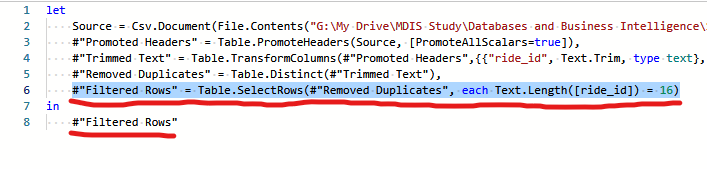 1 let
2 Source = Csv.Document(File.Contents("G:\My Drive\MDIS Study\Databases and Business Intelligence\
3 #"Promoted Headers" = Table.PromoteHeaders(Source, [PromoteAllScalars=true]),
4 #"Trimmed Text" = Table.TransformColumns(#"Promoted Headers",{{"ride_id", Text.Trim, type text},
5 #"Removed Duplicates" = Table.Distinct(#"Trimmed Text"),
6 #"Filtered Rows" = Table.SelectRows(#"Removed Duplicates", each Text.Length([ride_id]) = 16)
7 in
8 #"Filtered Rows"